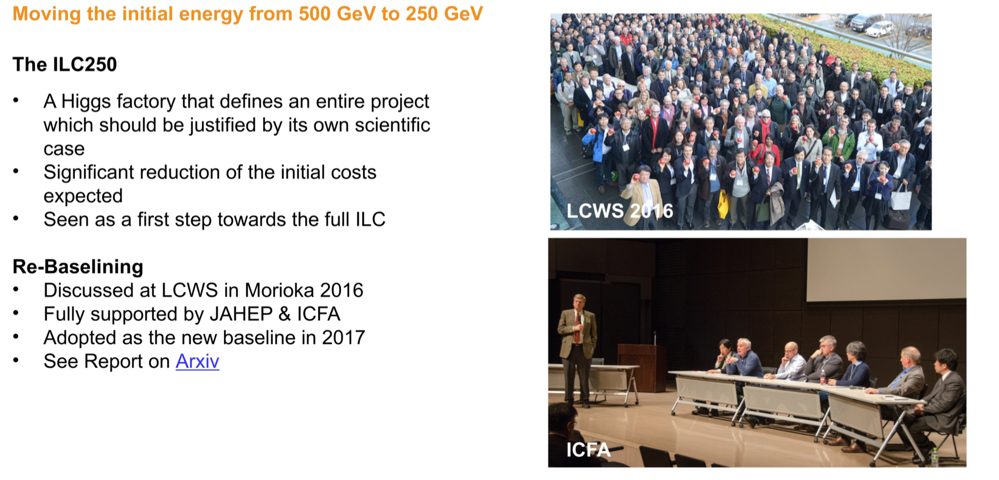 Moving the initial energy from 500 GeV to 250 GeV
The ILC250
• A Higgs factory that defines an entire project
which should be justified by its own scientific
case
• Significant reduction of the initial costs
expected
• Seen as a first step towards the full ILC
Re-Baselining
• Discussed at LCWS in Morioka 2016
• Fully supported by JAHEP & ICFA
• Adopted as the new baseline in 2017
• See Report on Arxiv
LCWS 2016
ICFA